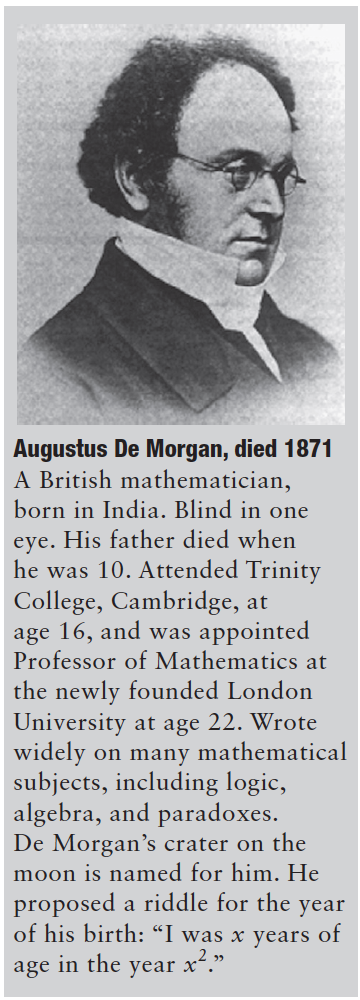 Augustus De Morgan, died 1871
A British mathematician,
born in India. Blind in one
eye. His father died when
he was 10. Attended Trinity
College, Cambridge, at
age 16, and was appointed
Professor of Mathematics at
the newly founded London
University at age 22. Wrote
widely on many mathematical
subjects, including logic,
algebra, and paradoxes.
De Morgan’s crater on the
moon is named for him. He
proposed a riddle for the year
of his birth: “I was x years of
age in the year x².”